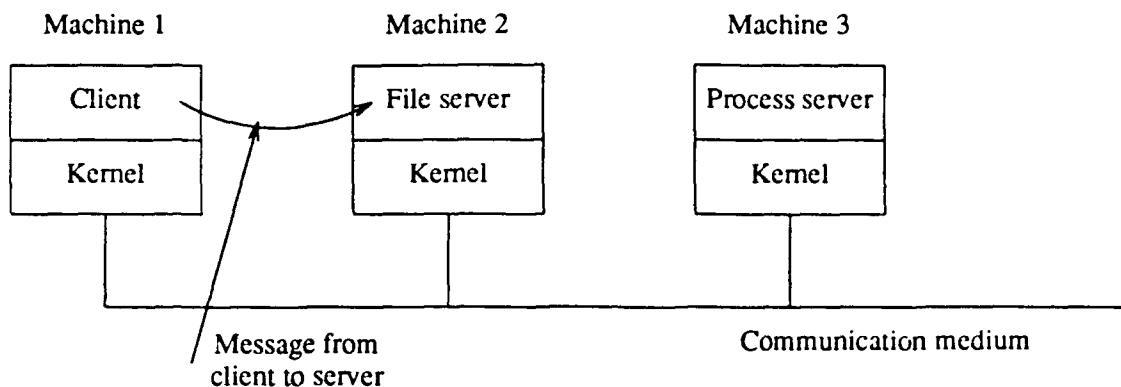 Machine 1
Machine 2
Machine 3
Client
File server
Process server
Kernel
Kernel
Kernel
Message from
client to server
Communication medium